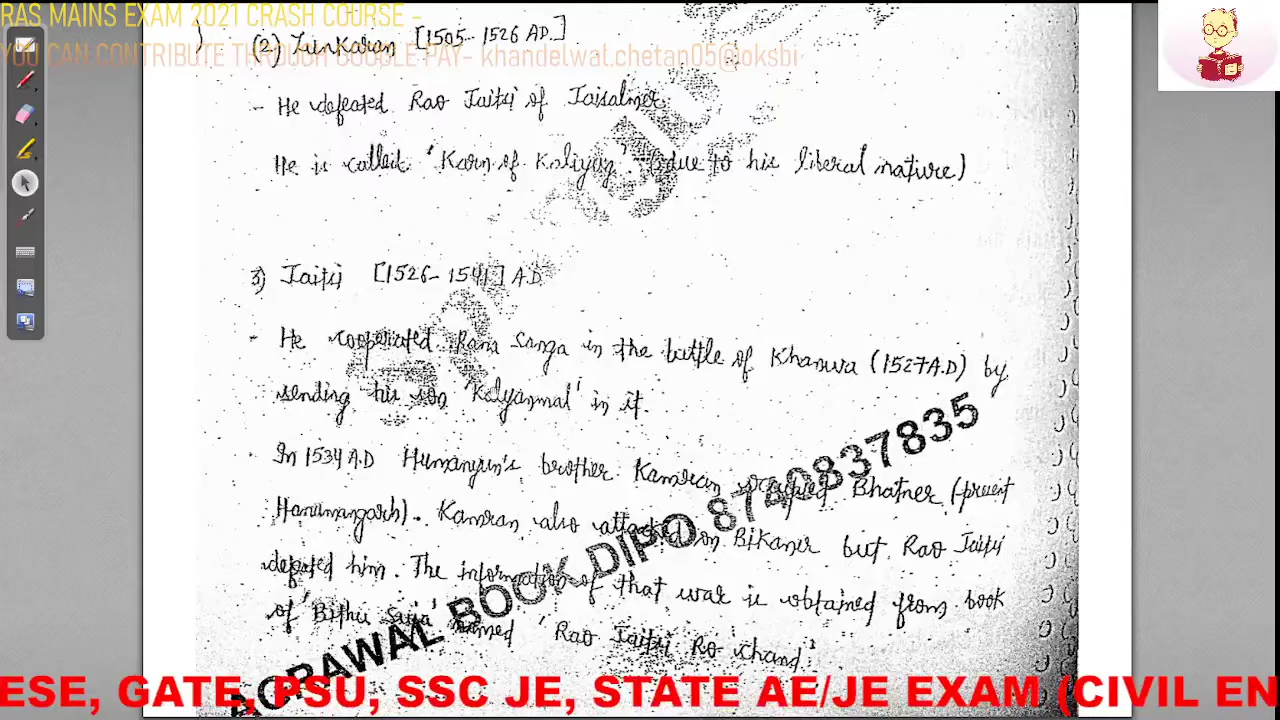 RAS MAINS EXAM 2021 CRASH COURSE -
YOU CAN CONTRIBUTE THROUGH GOOGLE PAY- khandelwal.chetan05@oksbi
(2) Lunkaran [1505- 1526 AD.]
- He defeated Rao Jaitsi of Jaisalmer.
He is called 'Karn of Kaliyug' (due to his liberal nature)
3) Jaitsi [1526- 1541] A.D
- He cooperated Rana Sanga in the battle of Khanwa (1527A.D) by
sending his son 'Kalyanmal' in it.
In 1534 A.D Humanyun's brother Kamran occupied Bhatner (present
Hanumangarh). Kamran also attacked on Bikaner but Rao Jaitsi
defeated him. The information of that war is obtained from book
of 'Bithu Suja' named 'Rao Jaitsi Ro chand'
AGRAWAL BOOK DIPO 8740837835
ESE, GATE, PSU, SSC JE, STATE AE/JE EXAM (CIVIL EN